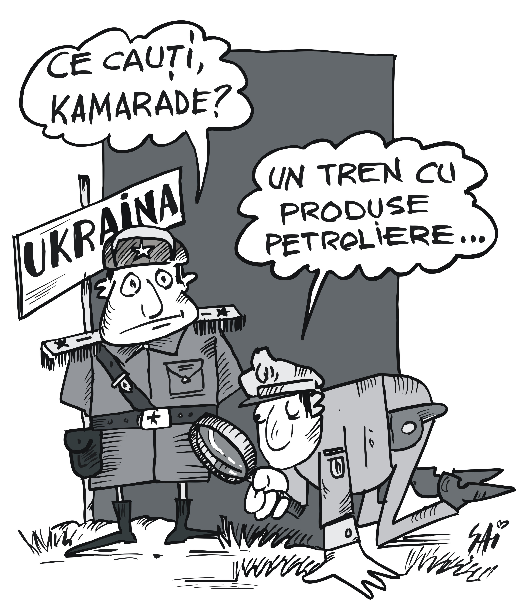 CE CAUȚI,
KAMARADE?
UN TREN CU
PRODUSE
PETROLIERE...
UKRAINA
SAI